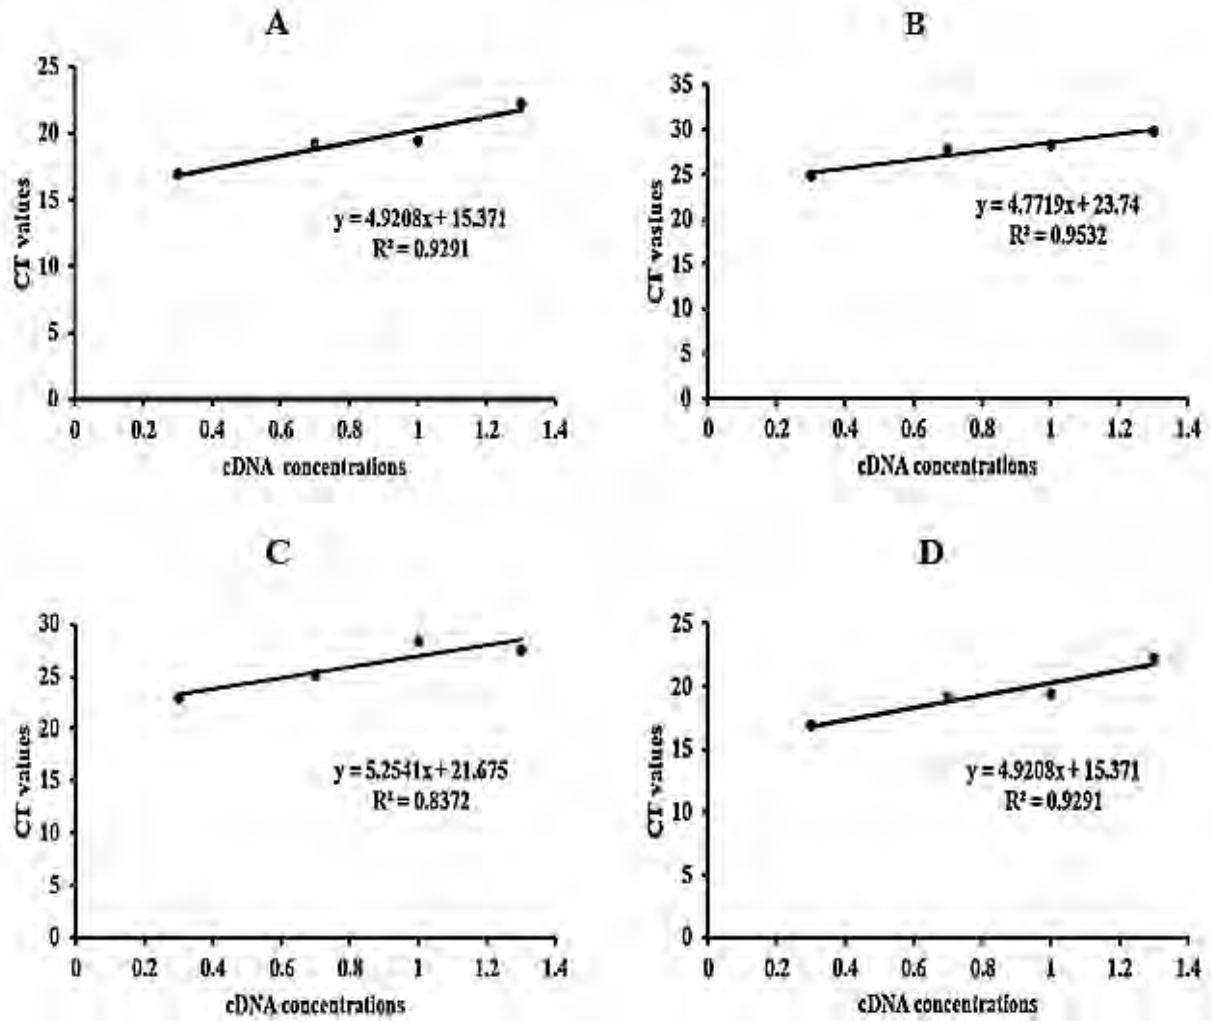 A
25
20
15
10
5
0
CT values
y = 4.9208x + 15.371
R² = 0.9291
0 0.2 0.4 0.6 0.8 1 1.2 1.4
cDNA concentrations
B
35
30
25
20
15
10
5
0
CT vaslues
y = 4.7719x + 23.74
R² = 0.9532
0 0.2 0.4 0.6 0.8 1 1.2 1.4
cDNA concentrations
C
30
25
20
15
10
5
0
CT values
y = 5.2541x + 21.675
R² = 0.8372
0 0.2 0.4 0.6 0.8 1 1.2 1.4
cDNA concentrations
D
25
20
15
10
5
0
CT values
y = 4.9208x + 15.371
R² = 0.9291
0 0.2 0.4 0.6 0.8 1 1.2 1.4
cDNA concentrations